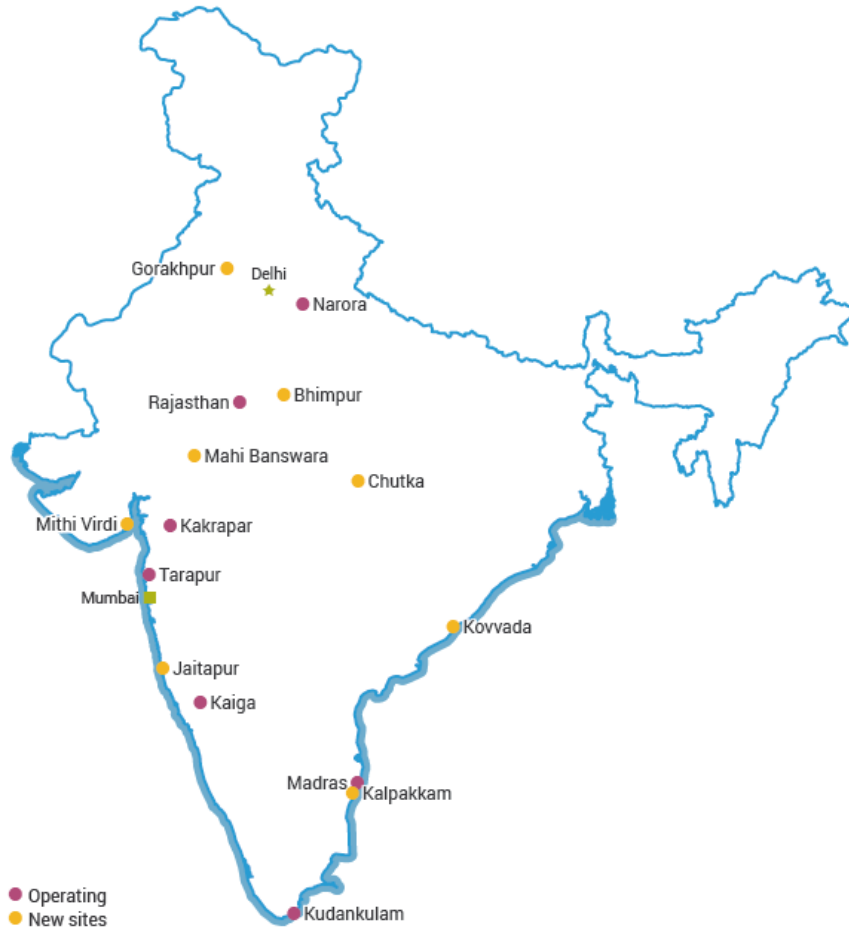 Gorakhpur
Delhi
Narora
Bhimpur
Rajasthan
Mahi Banswara
Chutka
Mithi Virdi
Kakrapar
Tarapur
Mumbai
Kovvada
Jaitapur
Kaiga
Madras
Kalpakkam
Operating
Kudankulam
New sites